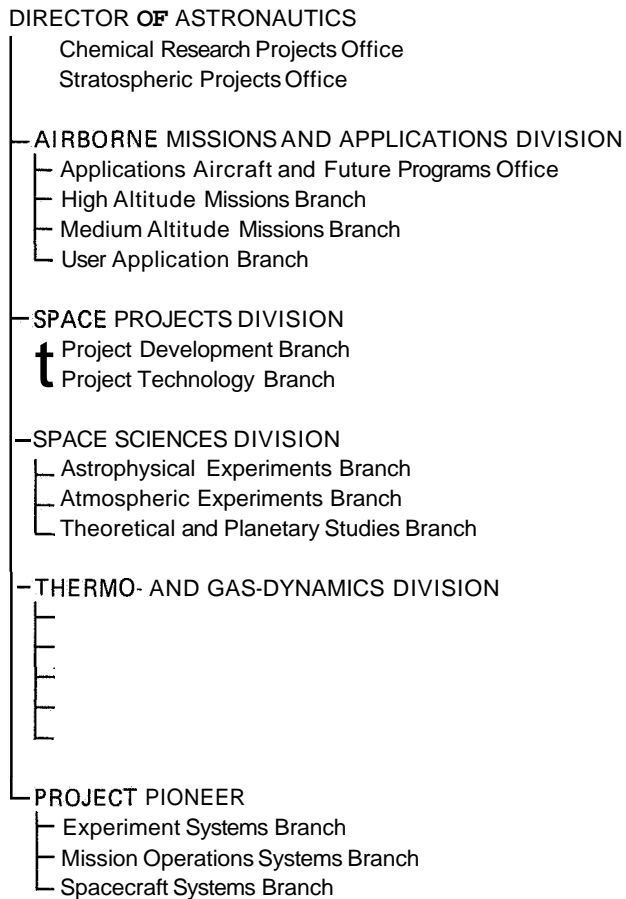 DIRECTOR OF ASTRONAUTICS
Chemical Research Projects Office
Stratospheric Projects Office
AIRBORNE MISSIONS AND APPLICATIONS DIVISION
Applications Aircraft and Future Programs Office
High Altitude Missions Branch
Medium Altitude Missions Branch
User Application Branch
SPACE PROJECTS DIVISION
Project Development Branch
Project Technology Branch
SPACE SCIENCES DIVISION
Astrophysical Experiments Branch
Atmospheric Experiments Branch
Theoretical and Planetary Studies Branch
THERMO- AND GAS-DYNAMICS DIVISION
PROJECT PIONEER
Experiment Systems Branch
Mission Operations Systems Branch
Spacecraft Systems Branch